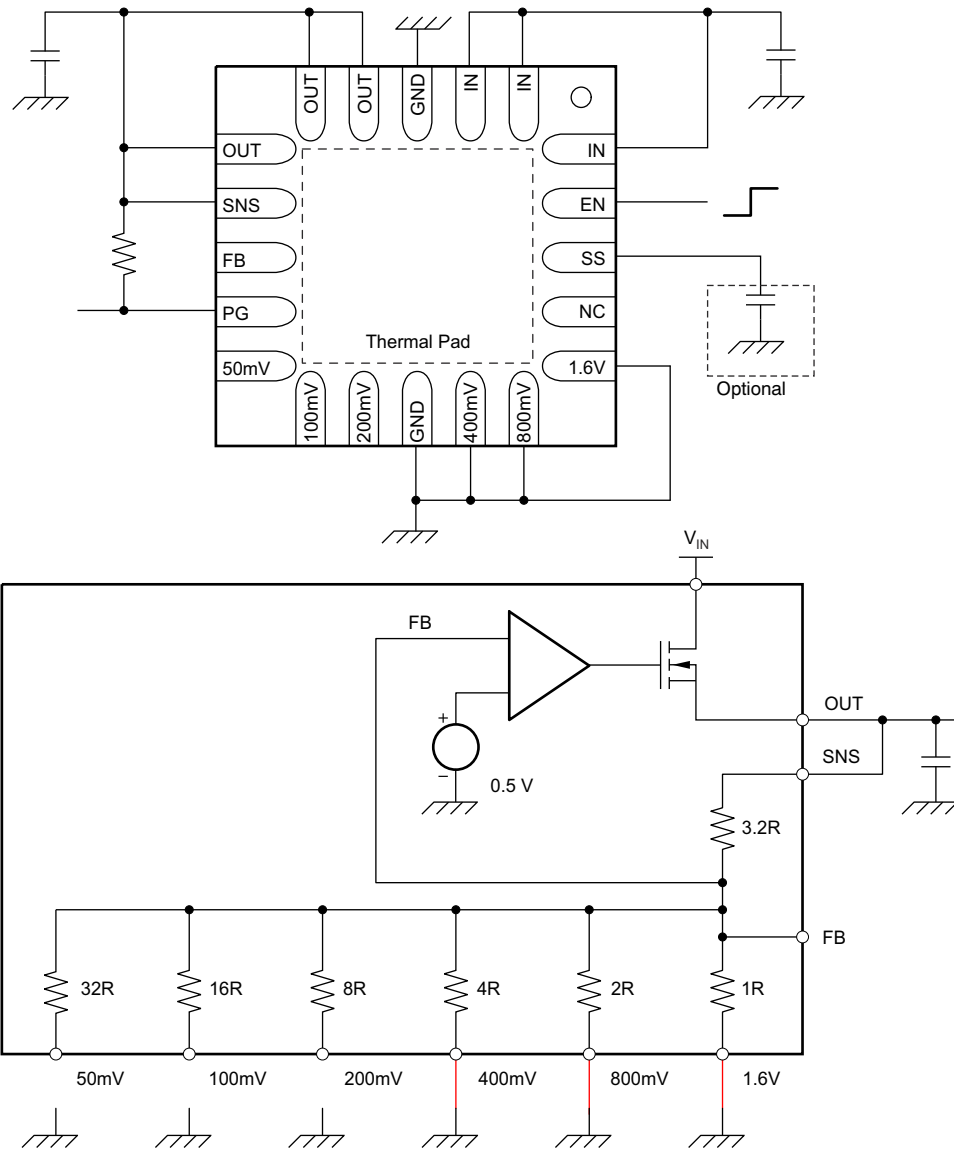 OUT
OUT
GND
IN
IN
OUT
IN
SNS
EN
FB
SS
PG
NC
Thermal Pad
50mV
1.6V
Optional
100mV
200mV
GND
400mV
800mV
VIN
FB
OUT
+
SNS
−
0.5 V
3.2R
FB
32R
16R
8R
4R
2R
1R
50mV
100mV
200mV
400mV
800mV
1.6V